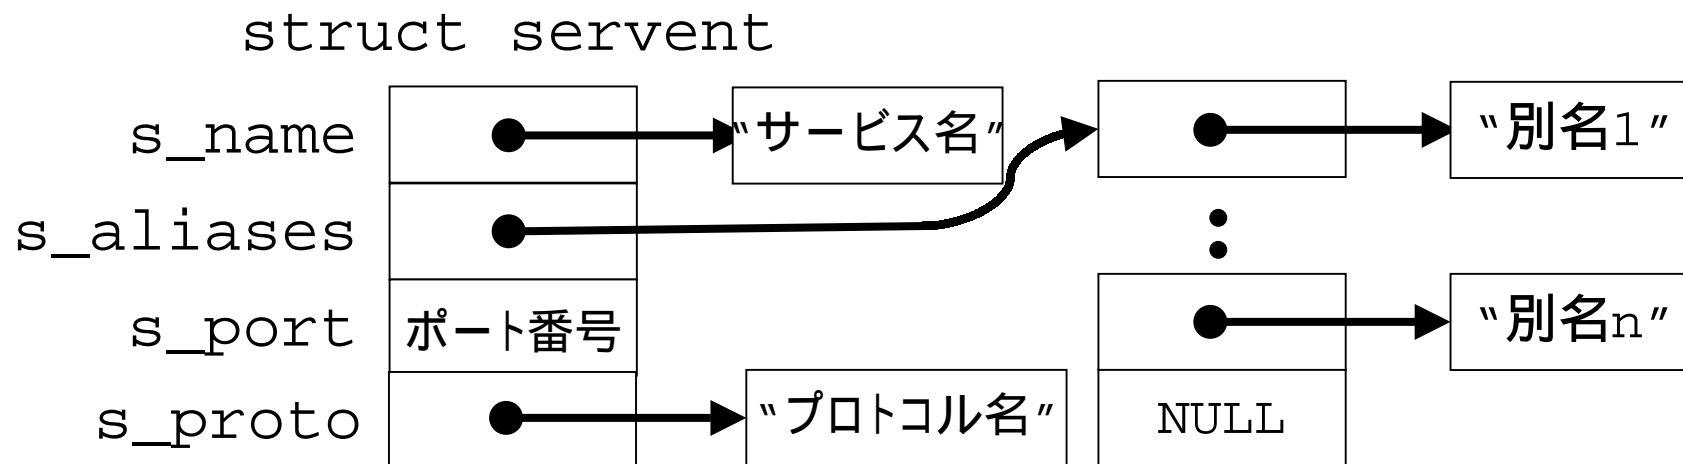 struct servent
s_name
“サービス名”
“別名1”
s_aliases
s_port
ポート番号
“別名n”
s_proto
“プロトコル名”
NULL